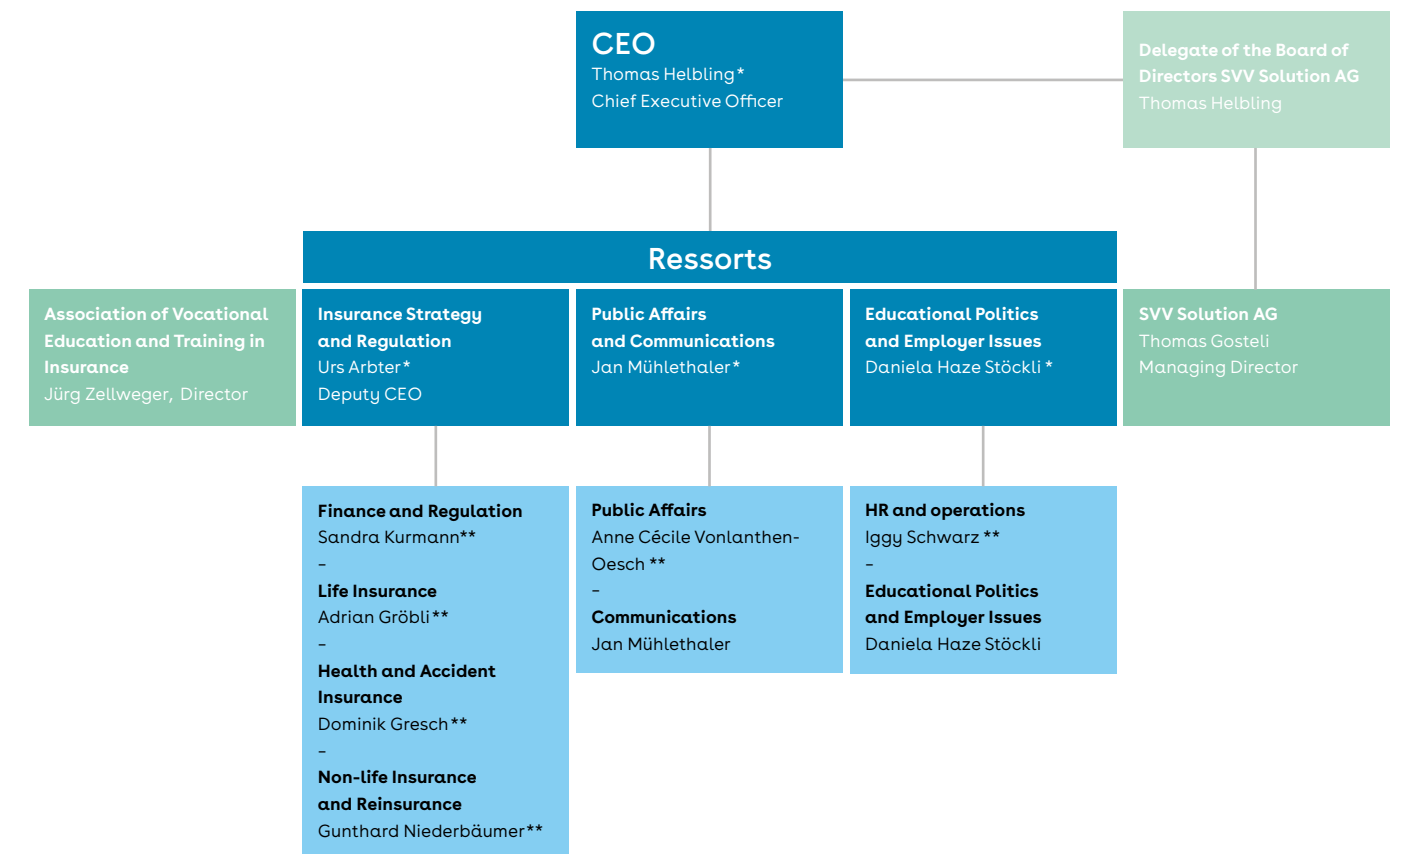 CEO
Thomas Helbling*
Chief Executive Officer
Delegate of the Board of
Directors SVV Solution AG
Thomas Helbling
Ressorts
Association of Vocational
Education and Training in
Insurance
Jürg Zellweger, Director
Insurance Strategy
and Regulation
Urs Arbter*
Deputy CEO
Public Affairs
and Communications
Jan Mühlethaler*
Educational Politics
and Employer Issues
Daniela Haze Stöckli *
SVV Solution AG
Thomas Gosteli
Managing Director
Finance and Regulation
Sandra Kurmann**
–
Life Insurance
Adrian Gröbli**
–
Health and Accident
Insurance
Dominik Gresch**
–
Non-life Insurance
and Reinsurance
Gunthard Niederbäumer**
Public Affairs
Anne Cécile Vonlanthen-
Oesch **
–
Communications
Jan Mühlethaler
HR and operations
Iggy Schwarz **
–
Educational Politics
and Employer Issues
Daniela Haze Stöckli